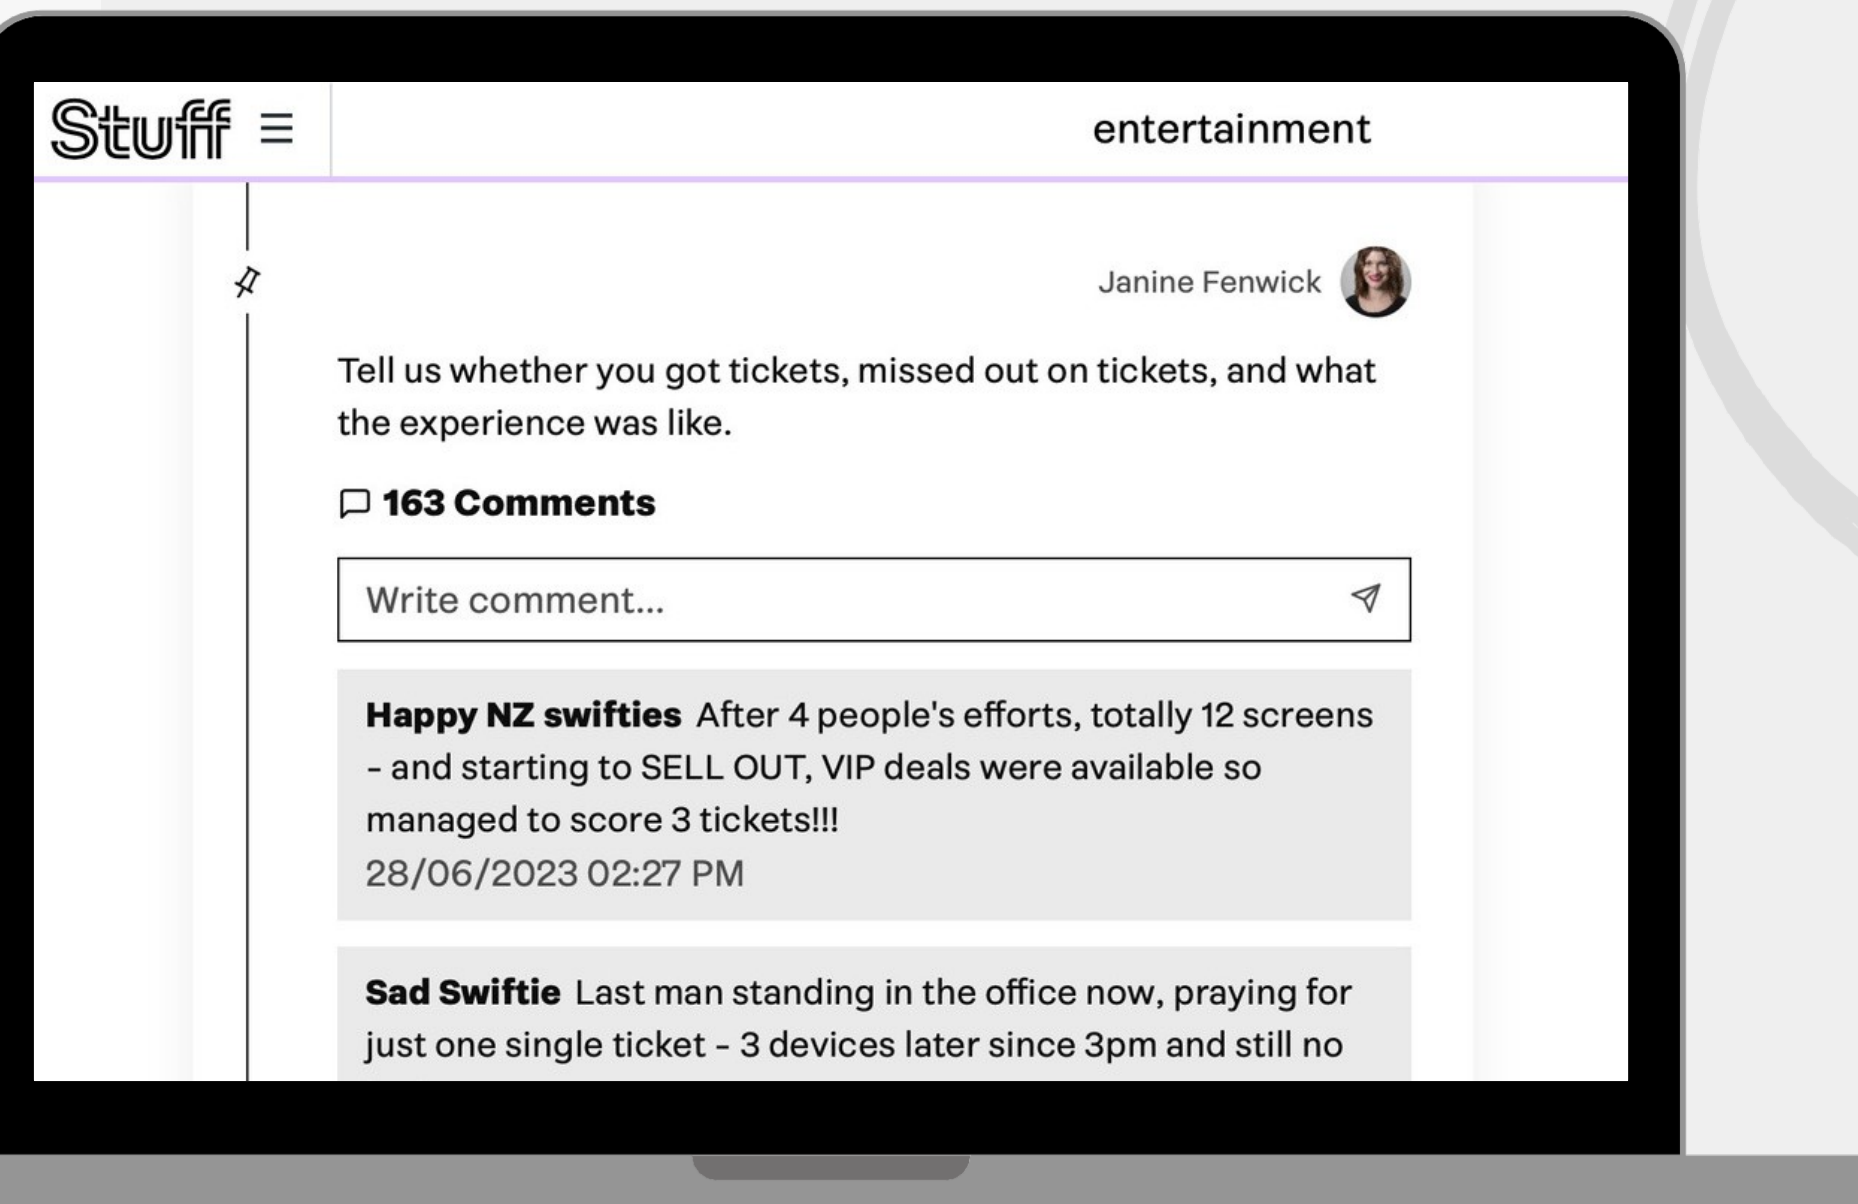 Stuff
entertainment
Janine Fenwick
Tell us whether you got tickets, missed out on tickets, and what
the experience was like.
163 Comments
Write comment...
Happy NZ swifties After 4 people's efforts, totally 12 screens
– and starting to SELL OUT, VIP deals were available so
managed to score 3 tickets!!!
28/06/2023 02:27 PM
Sad Swiftie Last man standing in the office now, praying for
just one single ticket – 3 devices later since 3pm and still no